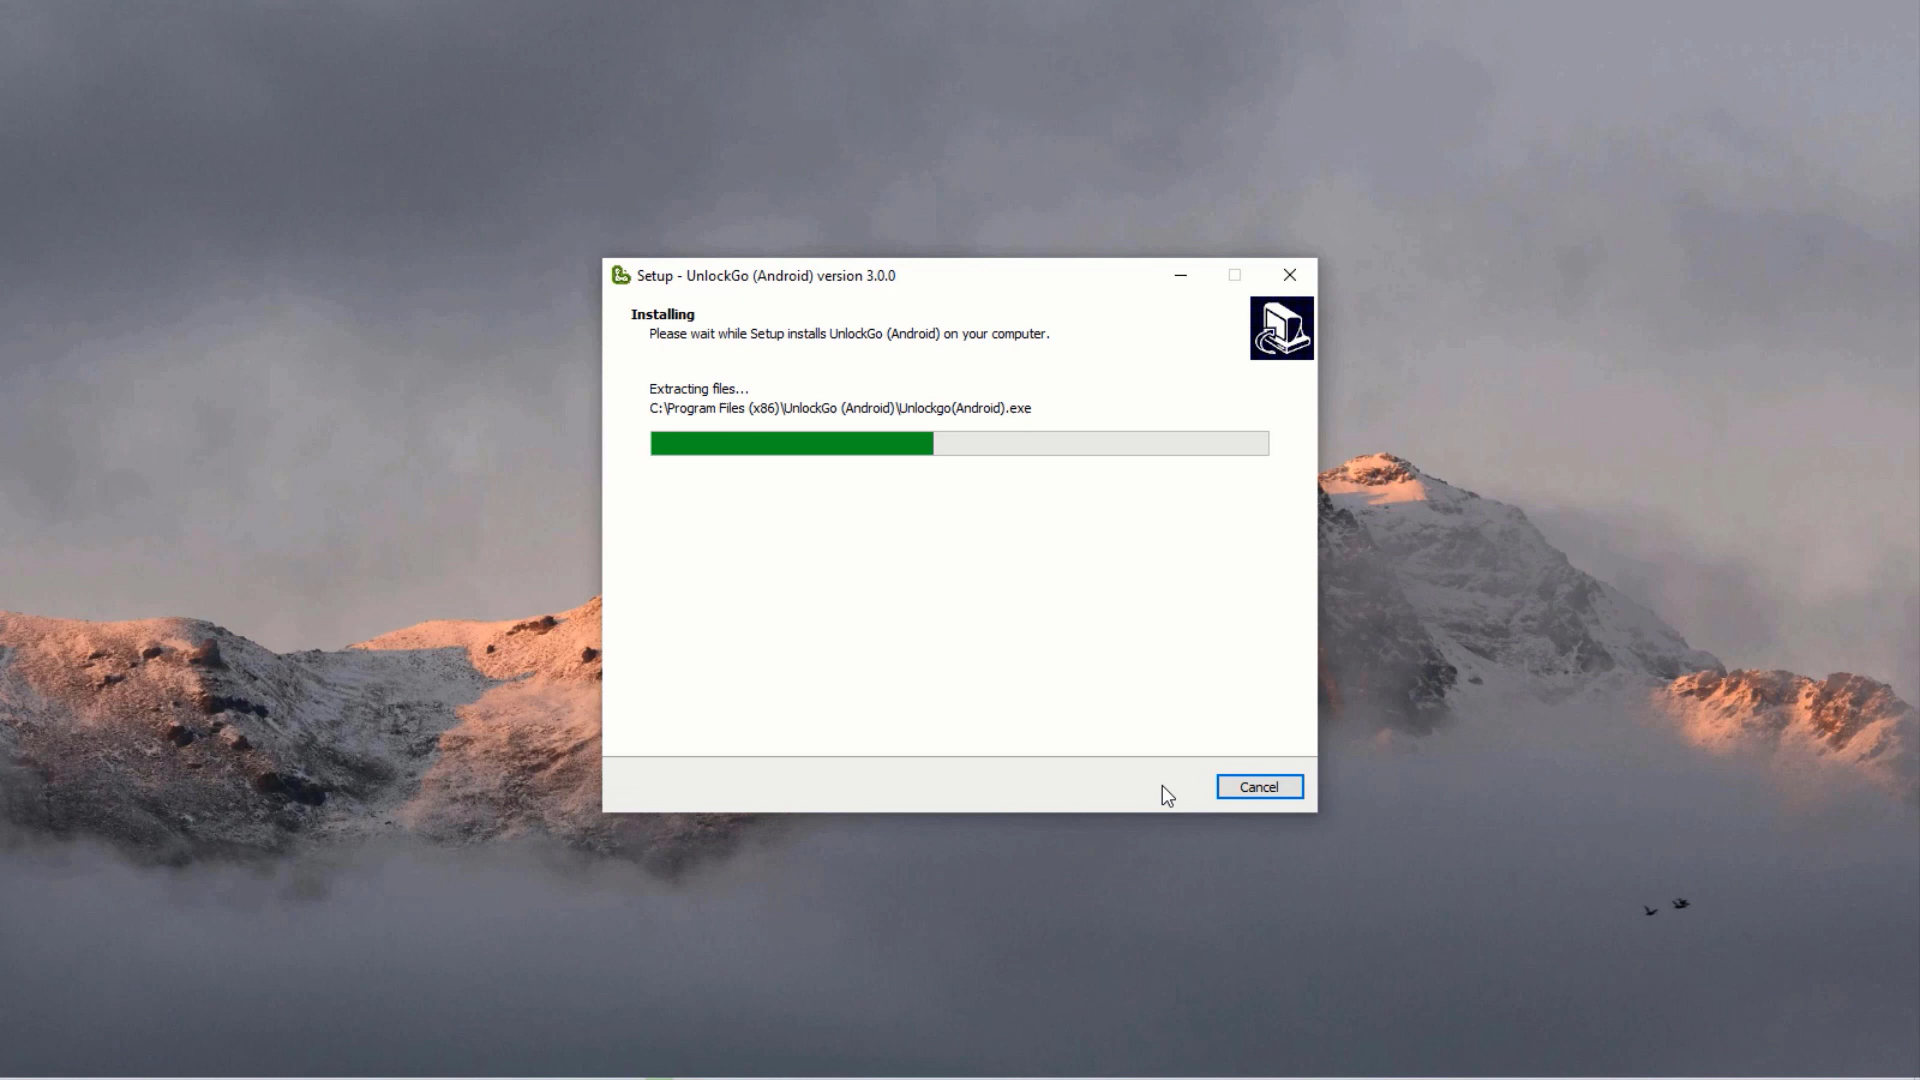 Setup - UnlockGo (Android) version 3.0.0
Installing
Please wait while Setup installs UnlockGo (Android) on your computer.
Extracting files...
C:\Program Files (x86)\UnlockGo (Android)\Unlockgo(Android).exe
Cancel